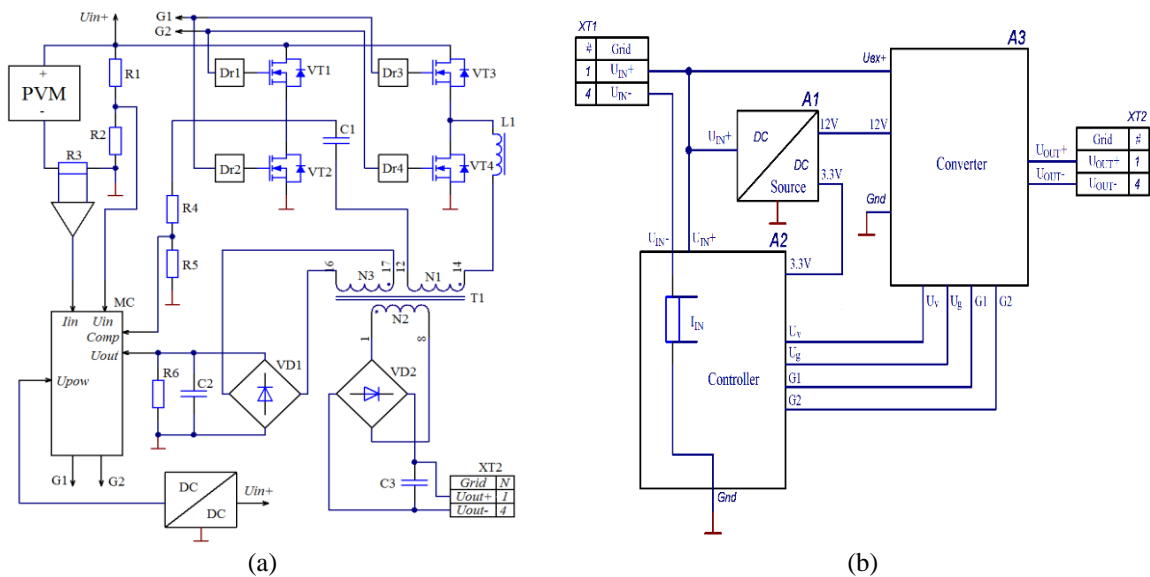 Uin+
G1
G2
+
PVM
-
R1
R2
R3
Dr1
VT1
Dr3
VT3
C1
L1
Dr2
VT2
Dr4
VT4
R4
R5
16
17
12
14
N3
N1
T1
N2
1
8
MC
Iin
Uin
Comp
Uout
Upow
R6
C2
VD1
VD2
G1
G2
DC
DC
Uin+
C3
XT2
Grid N
Uout+ 1
Uout- 4
(a)
XT1
# Grid
1 UIN+
4 UIN-
A3
Uвх+
A1
UIN+
DC
DC
Source
12V
12V
3.3V
Converter
Gnd
UOUT+
UOUT-
XT2
Grid #
UOUT+ 1
UOUT- 4
UIN-
UIN+
A2
3.3V
IIN
Controller
Uv
Ug
G1
G2
Uv
Ug
G1
G2
Gnd
(b)